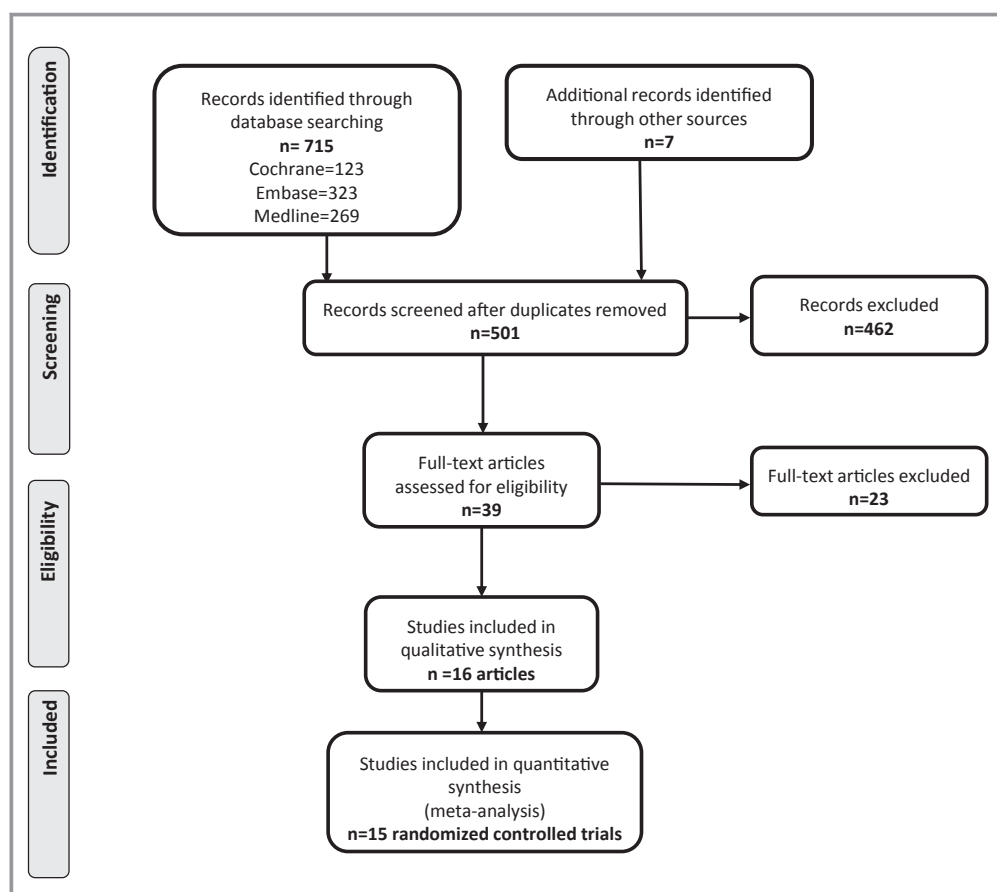 Identification
Records identified through
database searching
n= 715
Cochrane=123
Embase=323
Medline=269
Additional records identified
through other sources
n=7
Screening
Records screened after duplicates removed
n=501
Records excluded
n=462
Eligibility
Full-text articles
assessed for eligibility
n=39
Full-text articles excluded
n=23
Studies included in
qualitative synthesis
n =16 articles
Included
Studies included in quantitative
synthesis
(meta-analysis)
n=15 randomized controlled trials